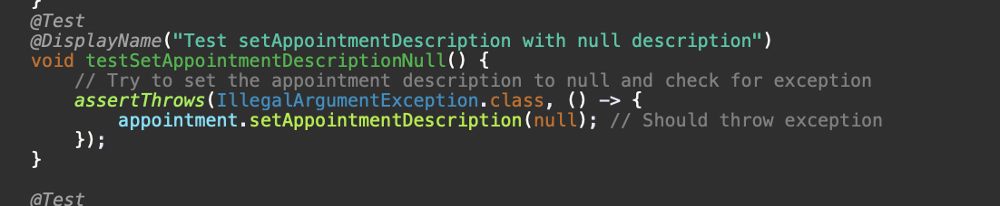 }
@Test
@DisplayName("Test setAppointmentDescription with null description")
void testSetAppointmentDescriptionNull() {
    // Try to set the appointment description to null and check for exception
    assertThrows(IllegalArgumentException.class, () -> {
        appointment.setAppointmentDescription(null); // Should throw exception
    });
}
@Test